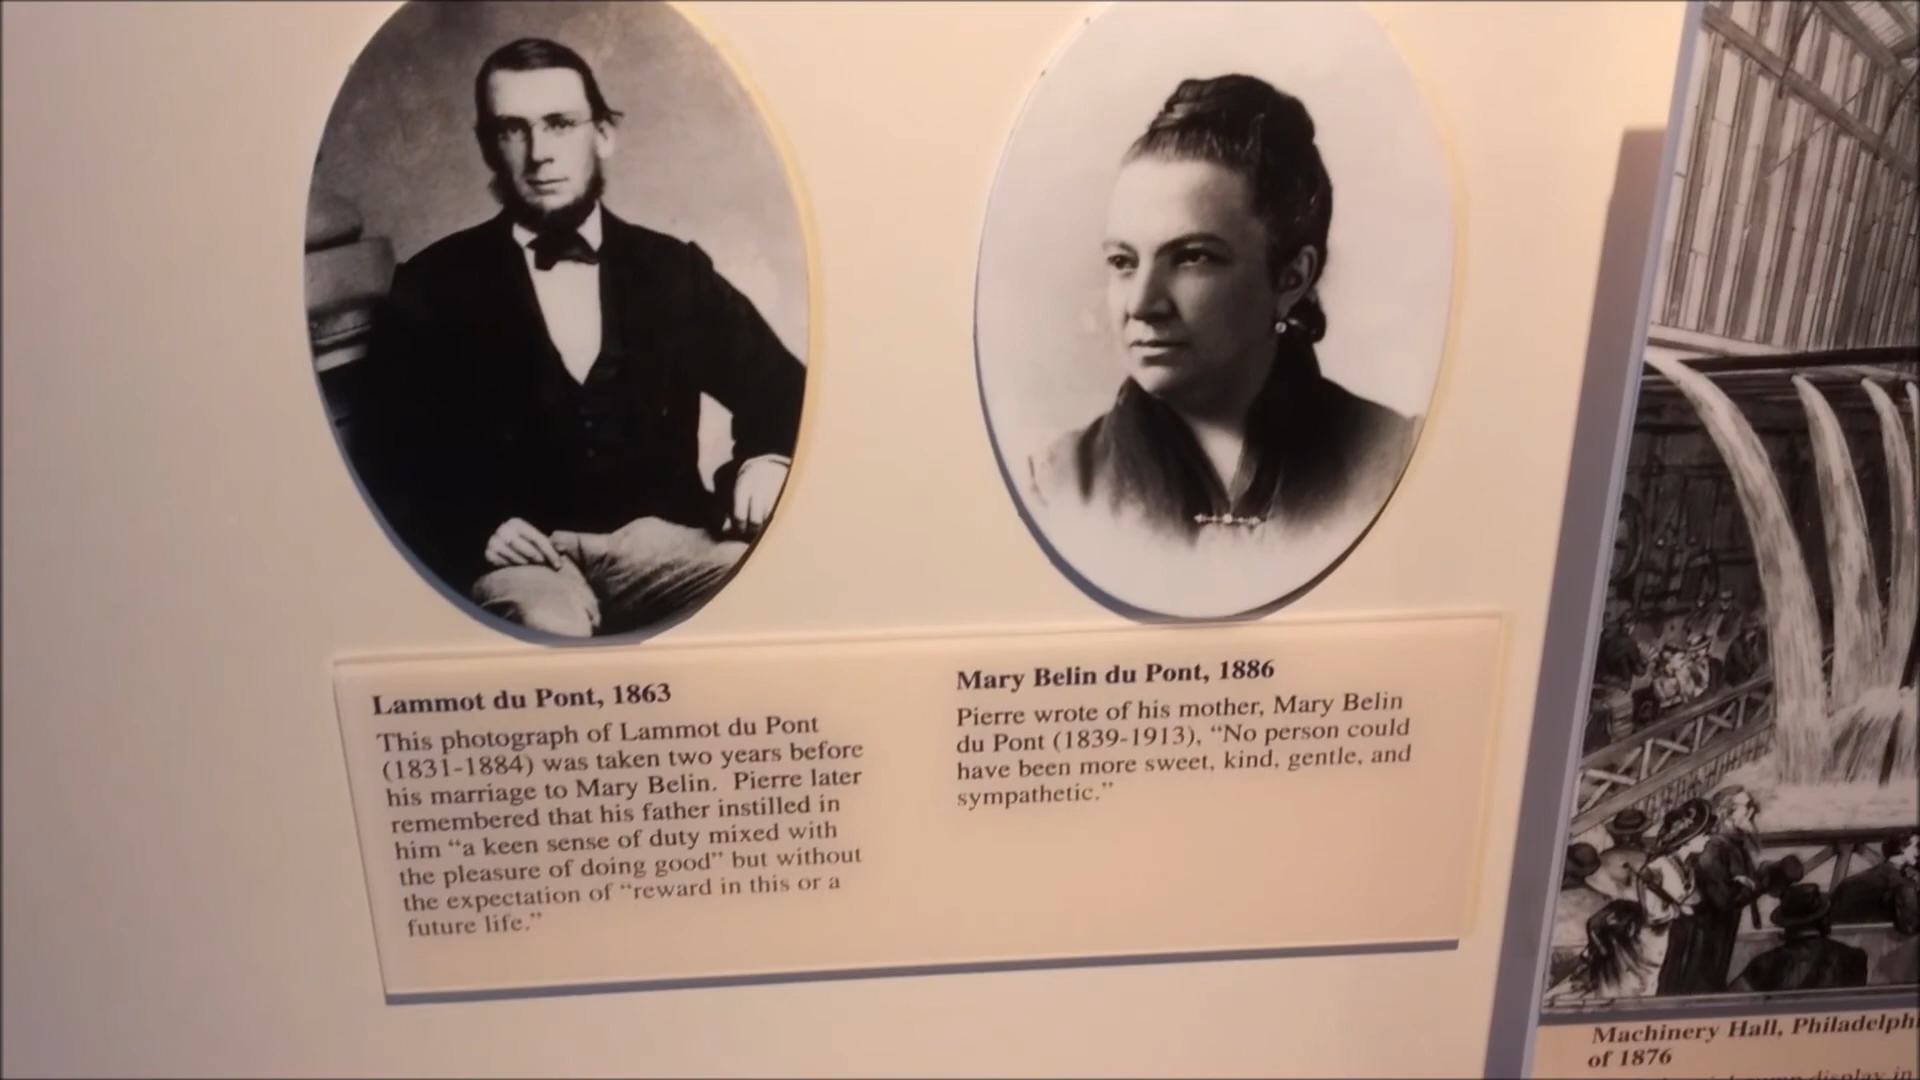 Lammot du Pont, 1863
This photograph of Lammot du Pont
(1831-1884) was taken two years before
his marriage to Mary Belin. Pierre later
remembered that his father instilled in
him “a keen sense of duty mixed with
the pleasure of doing good” but without
the expectation of “reward in this or a
future life.”
Mary Belin du Pont, 1886
Pierre wrote of his mother, Mary Belin
du Pont (1839-1913), “No person could
have been more sweet, kind, gentle, and
sympathetic.”
Machinery Hall, Philadelphi
of 1876
display in